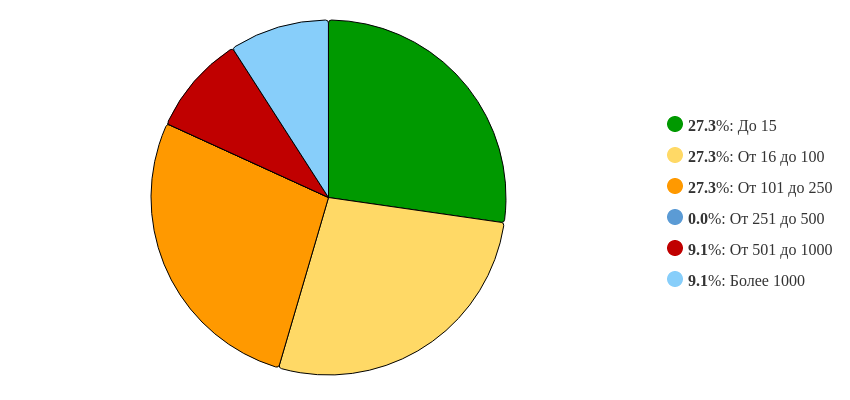 27.3%: До 15
27.3%: От 16 до 100
27.3%: От 101 до 250
0.0%: От 251 до 500
9.1%: От 501 до 1000
9.1%: Более 1000